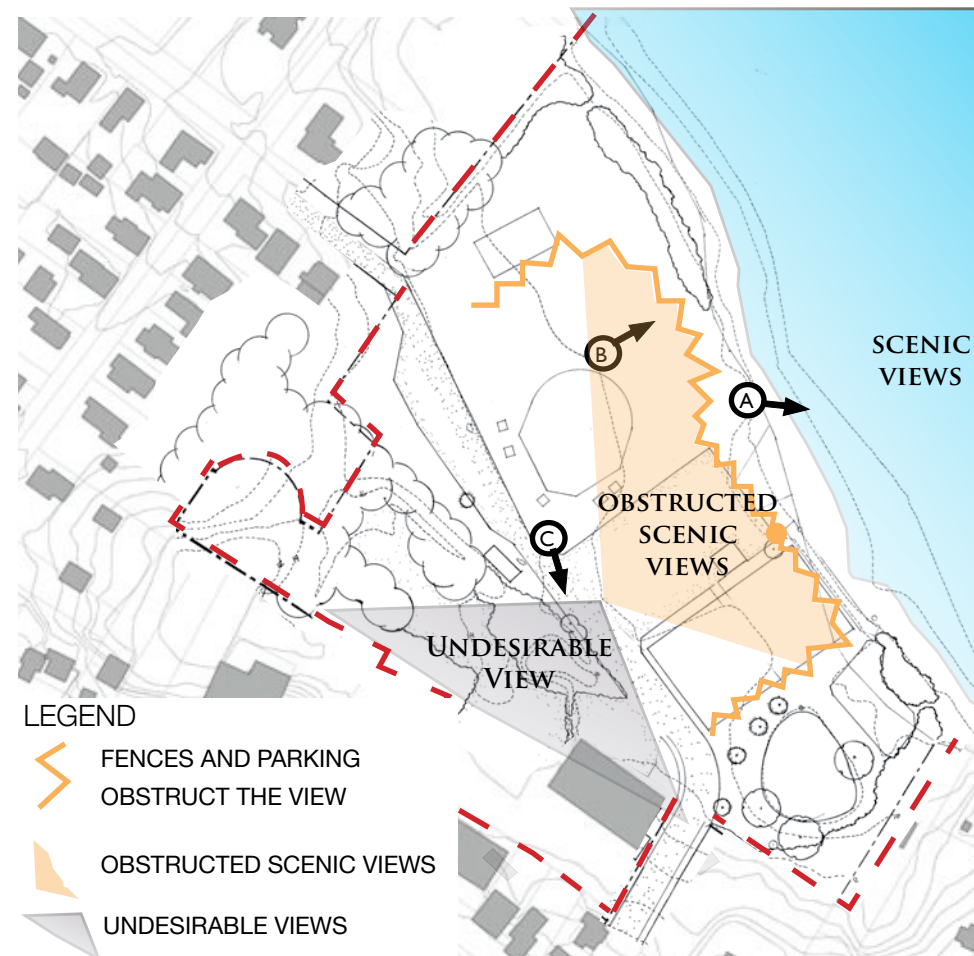 SCENIC
VIEWS
B
A
OBSTRUCTED
SCENIC
VIEWS
C
UNDESIRABLE
VIEW
LEGEND
FENCES AND PARKING
OBSTRUCT THE VIEW
OBSTRUCTED SCENIC VIEWS
UNDESIRABLE VIEWS